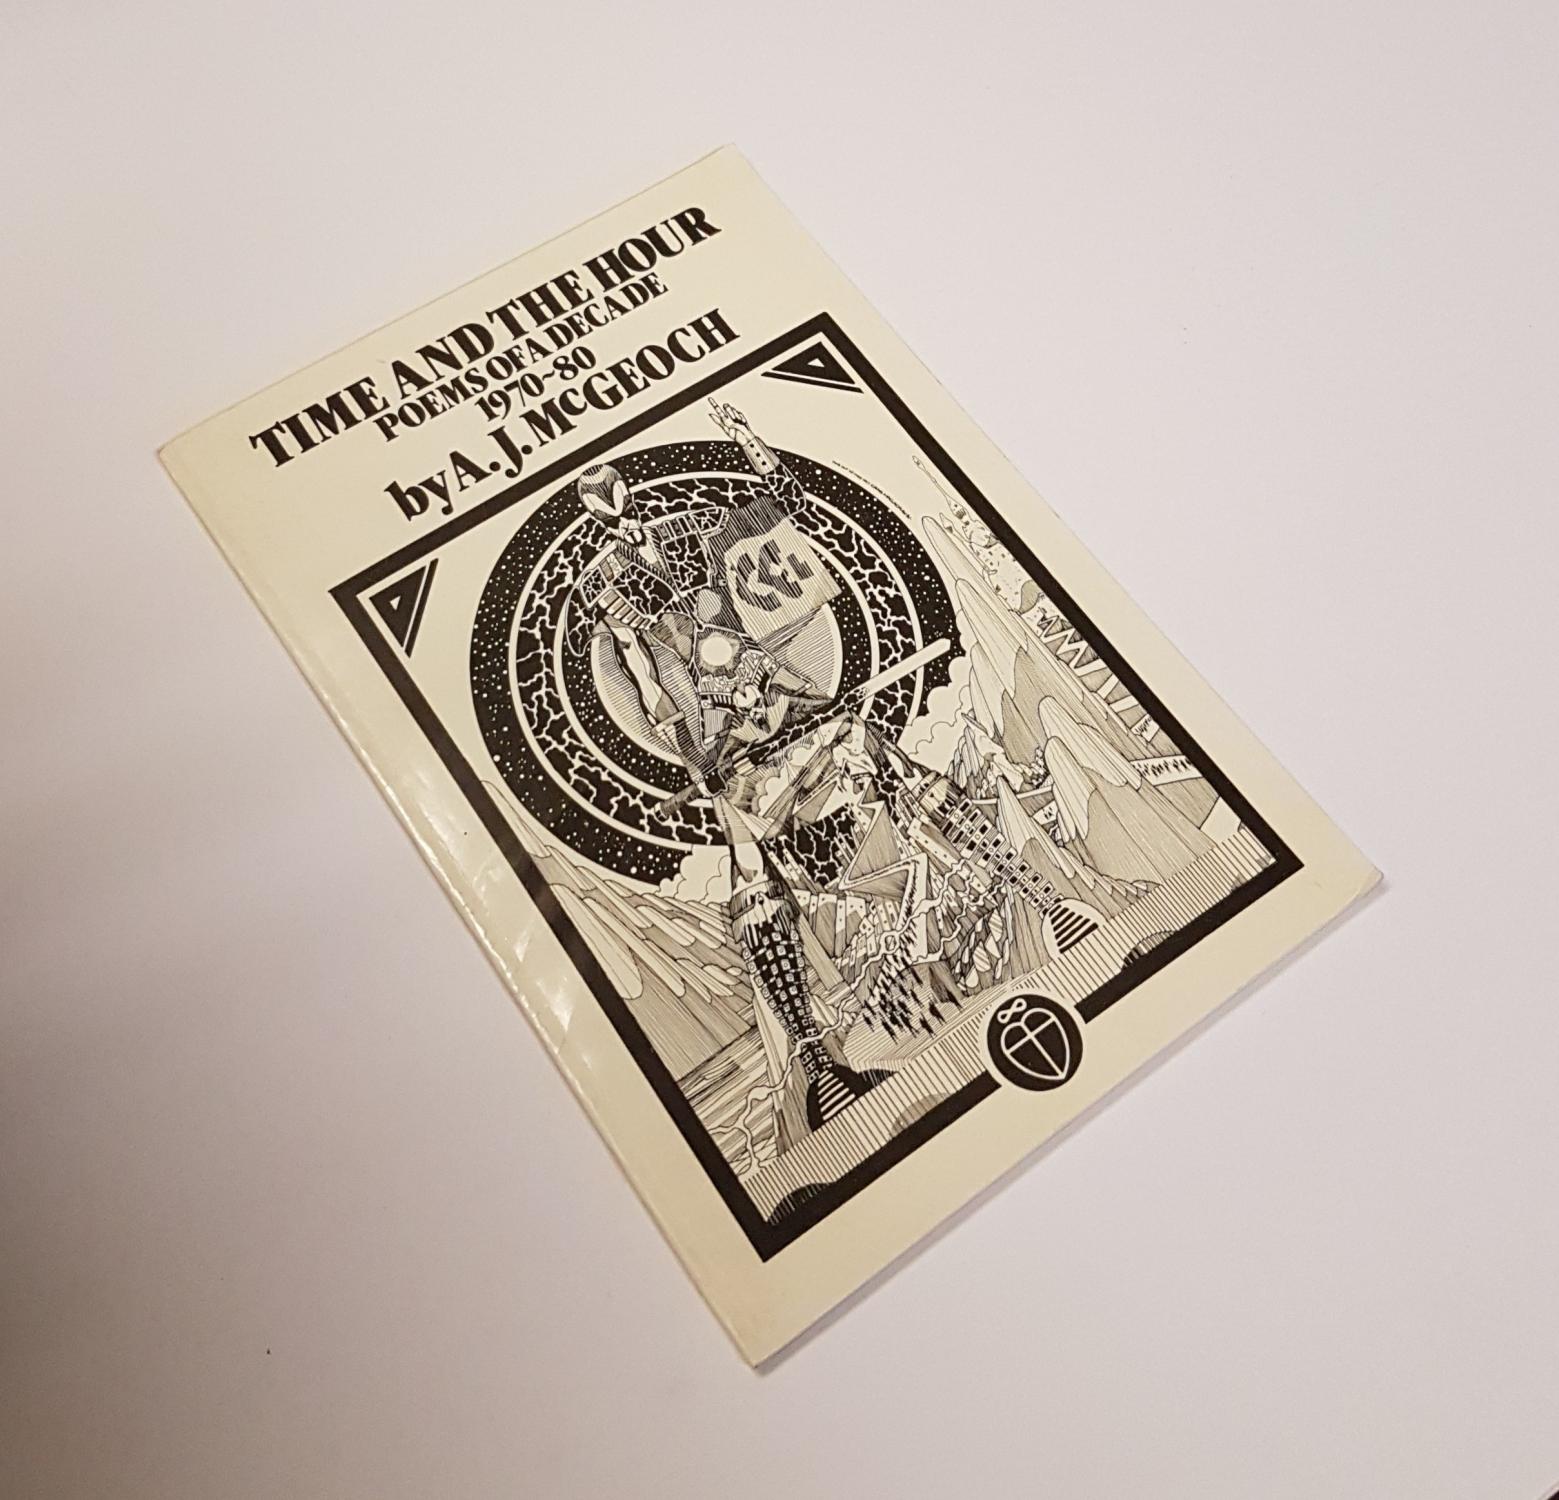 TIME AND THE HOUR
POEMS OF A DECADE
1970~80
by A. J. McGEOCH